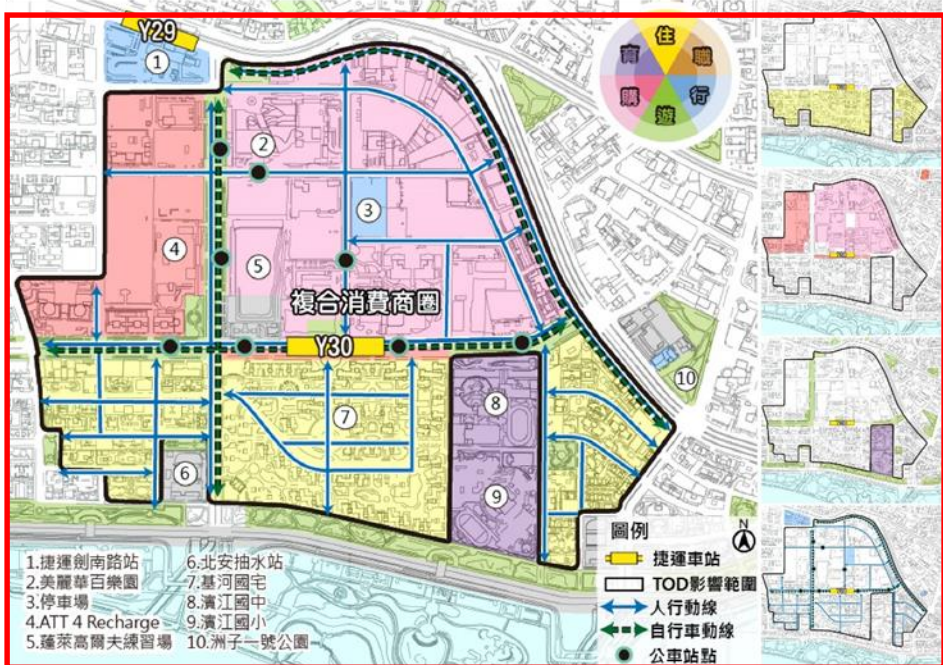 Y29
1
住
育
職
購
行
遊
2
3
4
5
複合消費商圈
Y30
10
7
8
6
9
圖例
N
捷運車站
TOD影響範圍
人行動線
自行車動線
公車站點
1.捷運劍南路站
2.美麗華百樂園
3.停車場
4.ATT 4 Recharge
5.蓬萊高爾夫練習場
6.北安抽水站
7.基河國宅
8.濱江國中
9.濱江國小
10.洲子一號公園